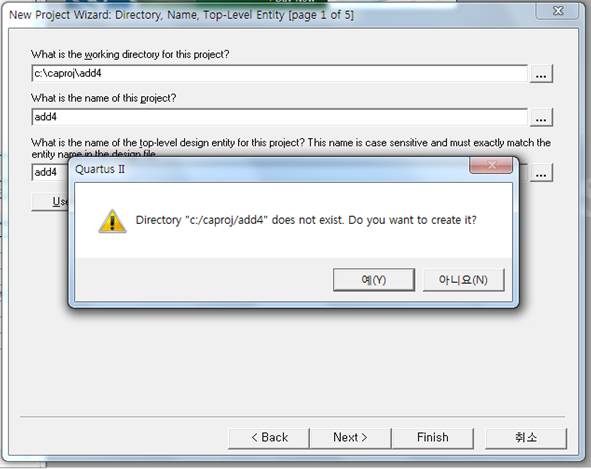 New Project Wizard: Directory, Name, Top-Level Entity [page 1 of 5]
What is the working directory for this project?
c:\caproj\add4
...
What is the name of this project?
add4
...
What is the name of the top-level design entity for this project? This name is case sensitive and must exactly match the
entity name in the design file.
add4
...
Use
Quartus II
Directory "c:/caproj/add4" does not exist. Do you want to create it?
예(Y)
아니요(N)
< Back
Next >
Finish
취소